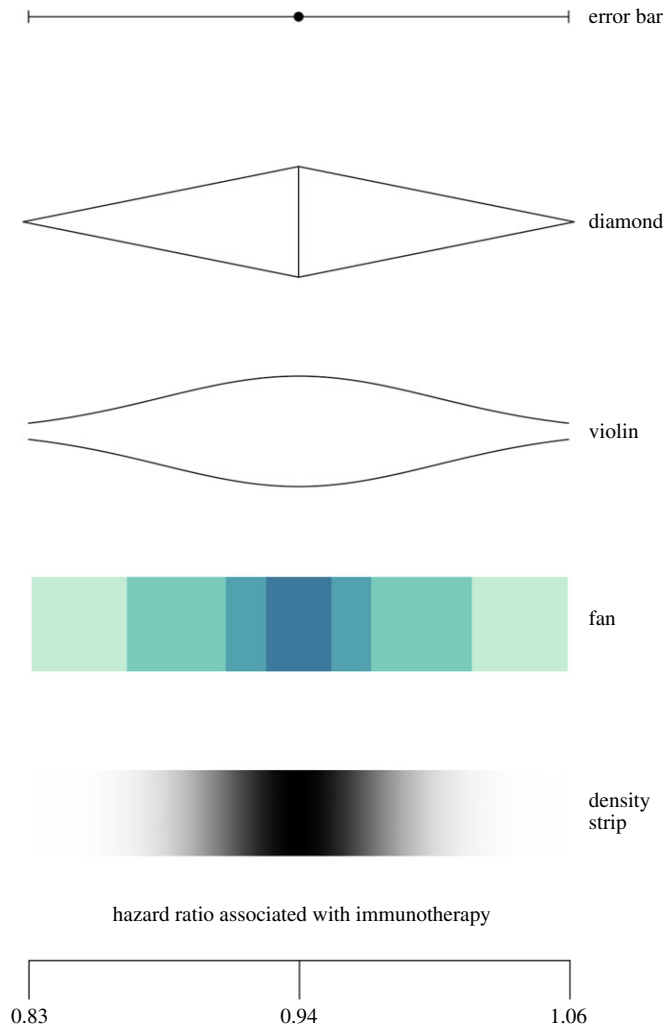 error bar
diamond
violin
fan
density
strip
hazard ratio associated with immunotherapy
0.83 0.94 1.06